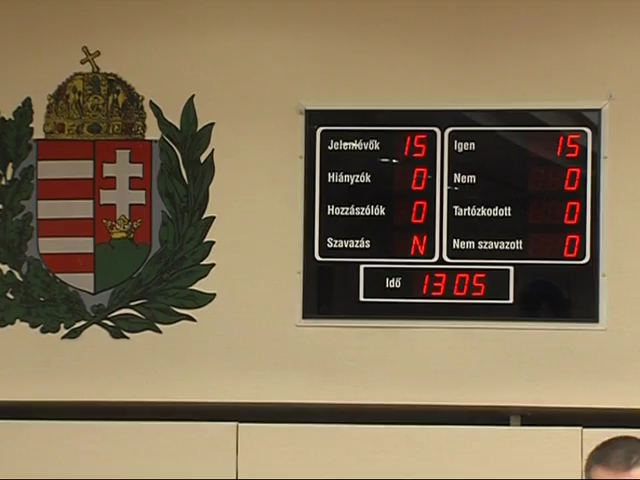 Jelenlévők 15
Hiányzók 0
Hozzászólók 0
Szavazás N
Igen 15
Nem 0
Tartózkodott 0
Nem szavazott 0
Idő 13 05